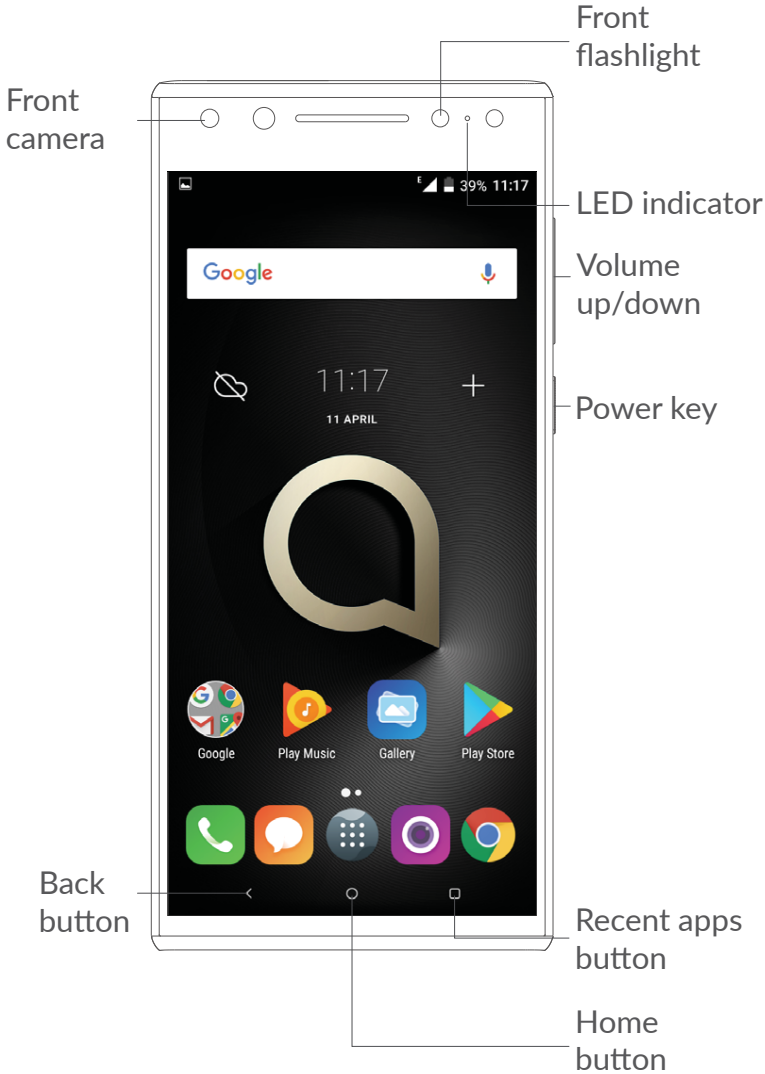 Front
flashlight
Front
camera
E 39% 11:17
LED indicator
Volume
up/down
Google
11:17
11 APRIL
Power key
G G
Google Play Music Gallery Play Store
Back
button
Recent apps
button
Home
button